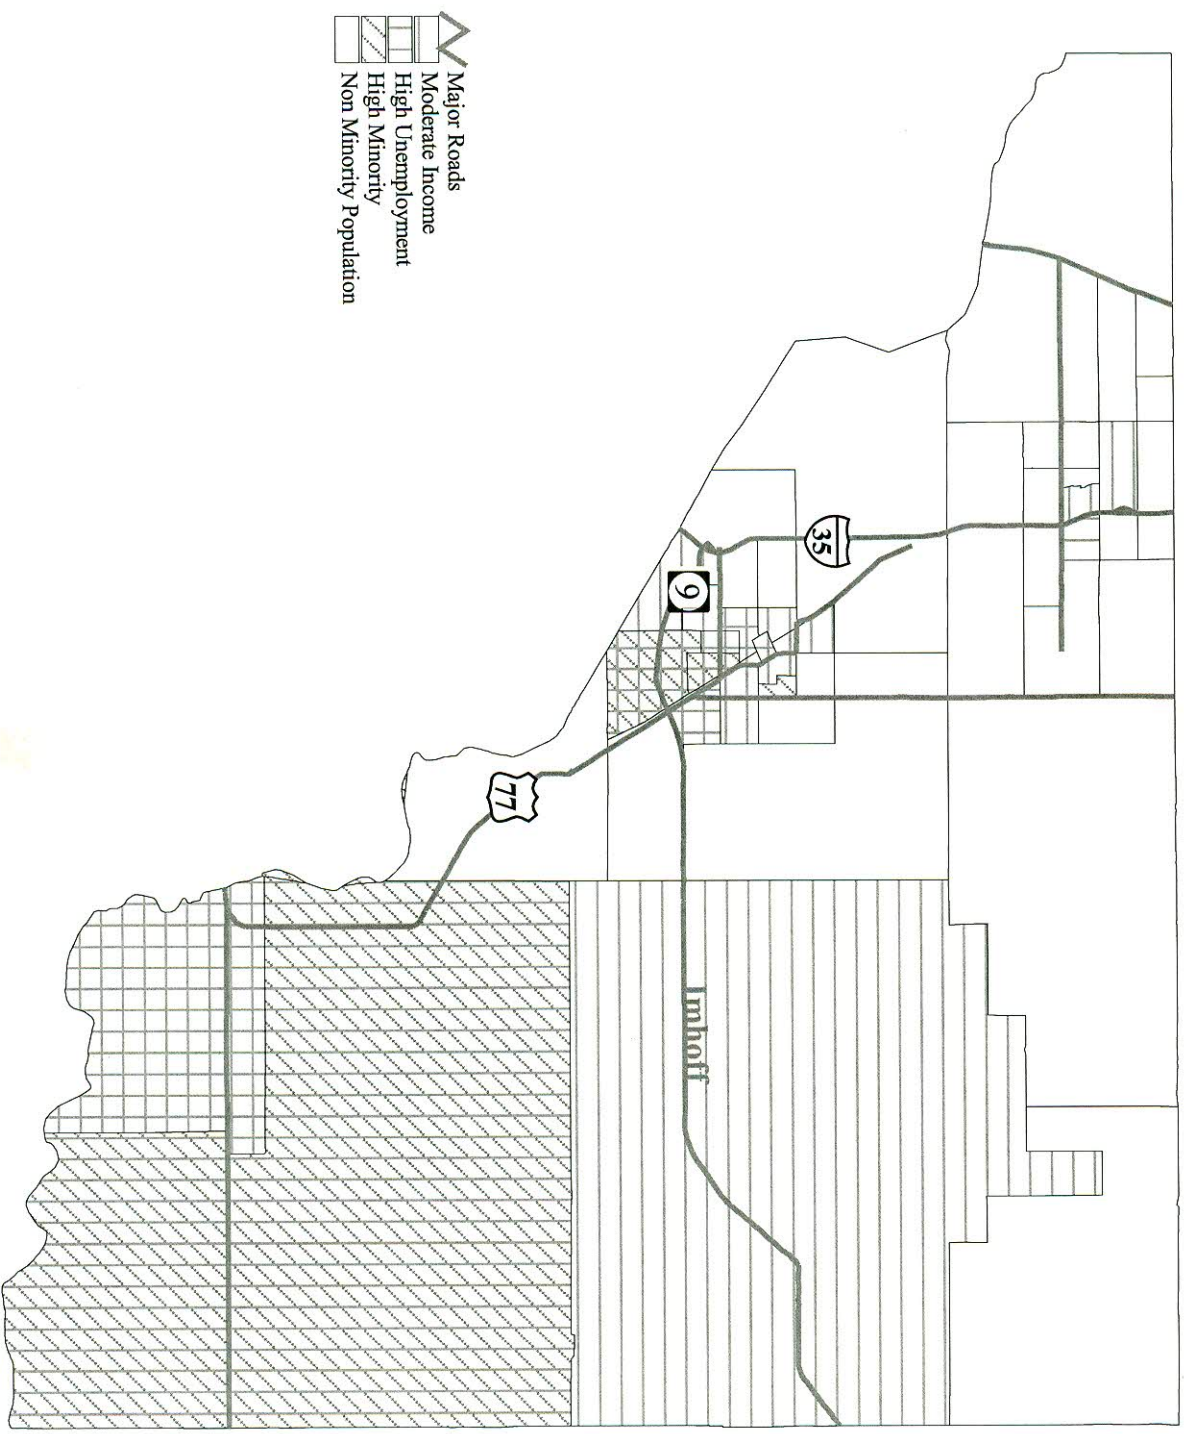 Major Roads
Moderate Income
High Unemployment
High Minority
Non Minority Population
35
9
77
Imhoff